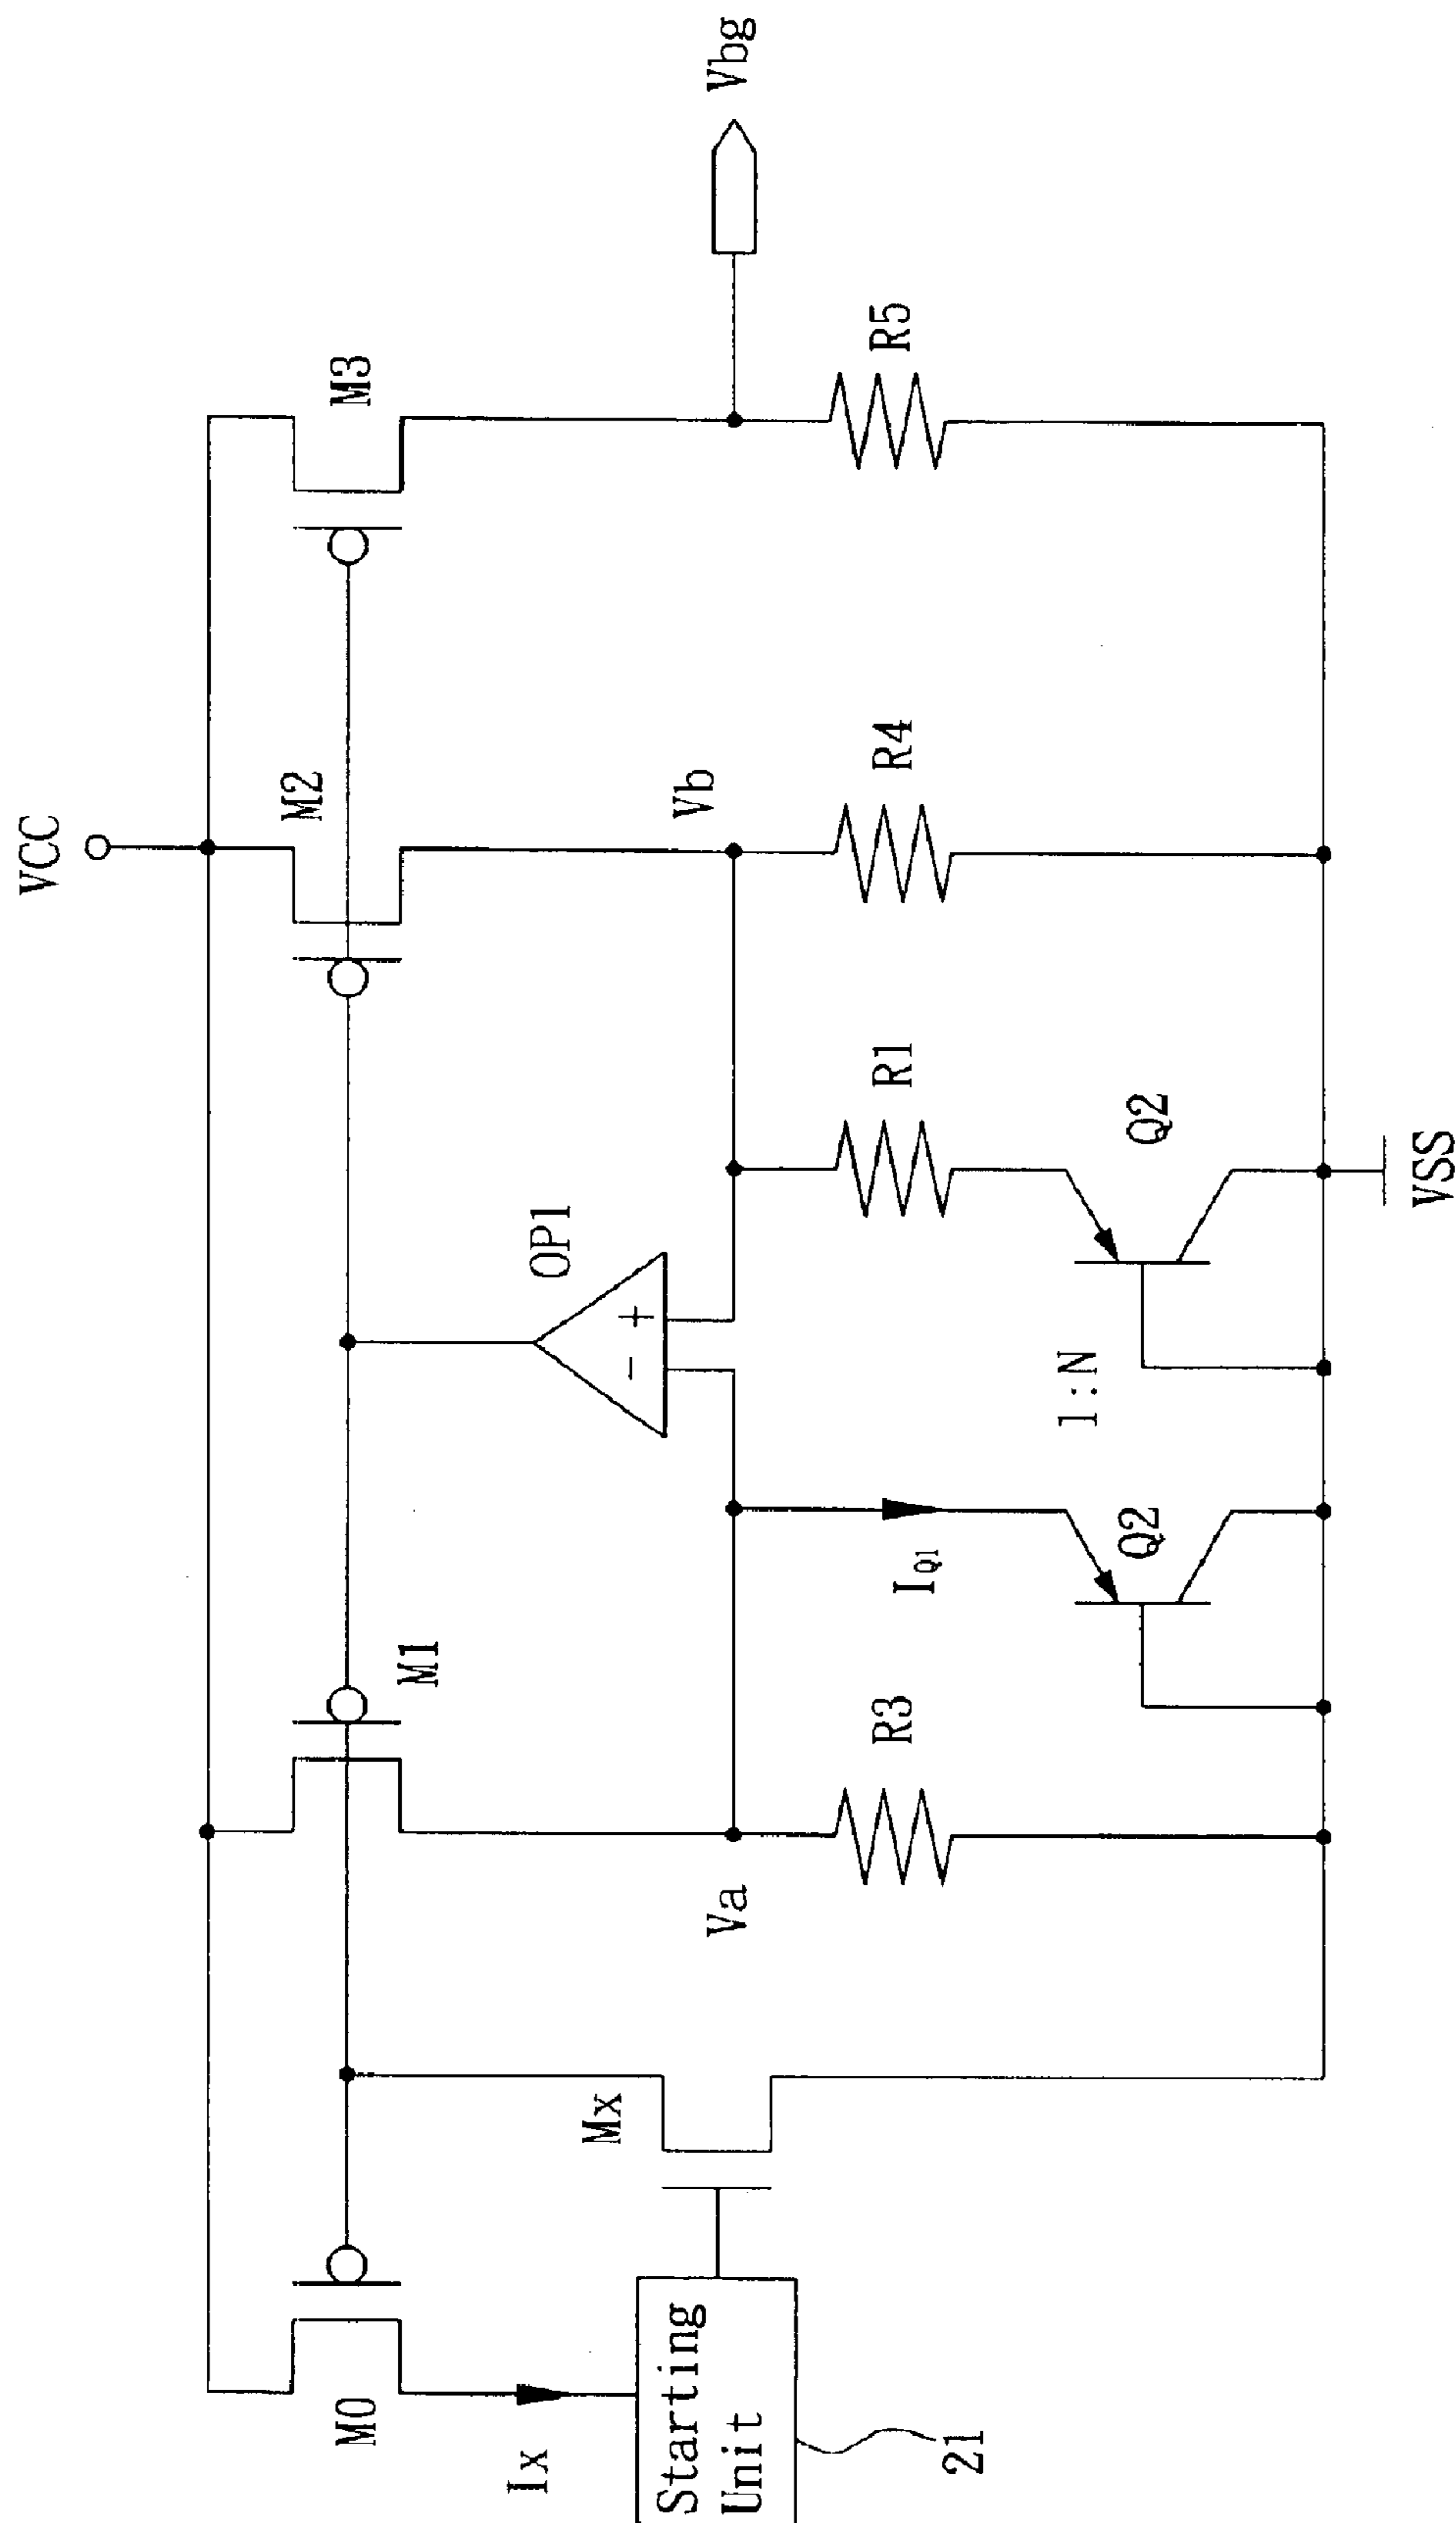 VCC
M0
M1
M2
M3
Ix
Starting
Unit
21
Mx
OP1
-
+
Va
Vb
Vbg
R3
IQ1
Q2
1:N
R1
Q2
R4
R5
VSS